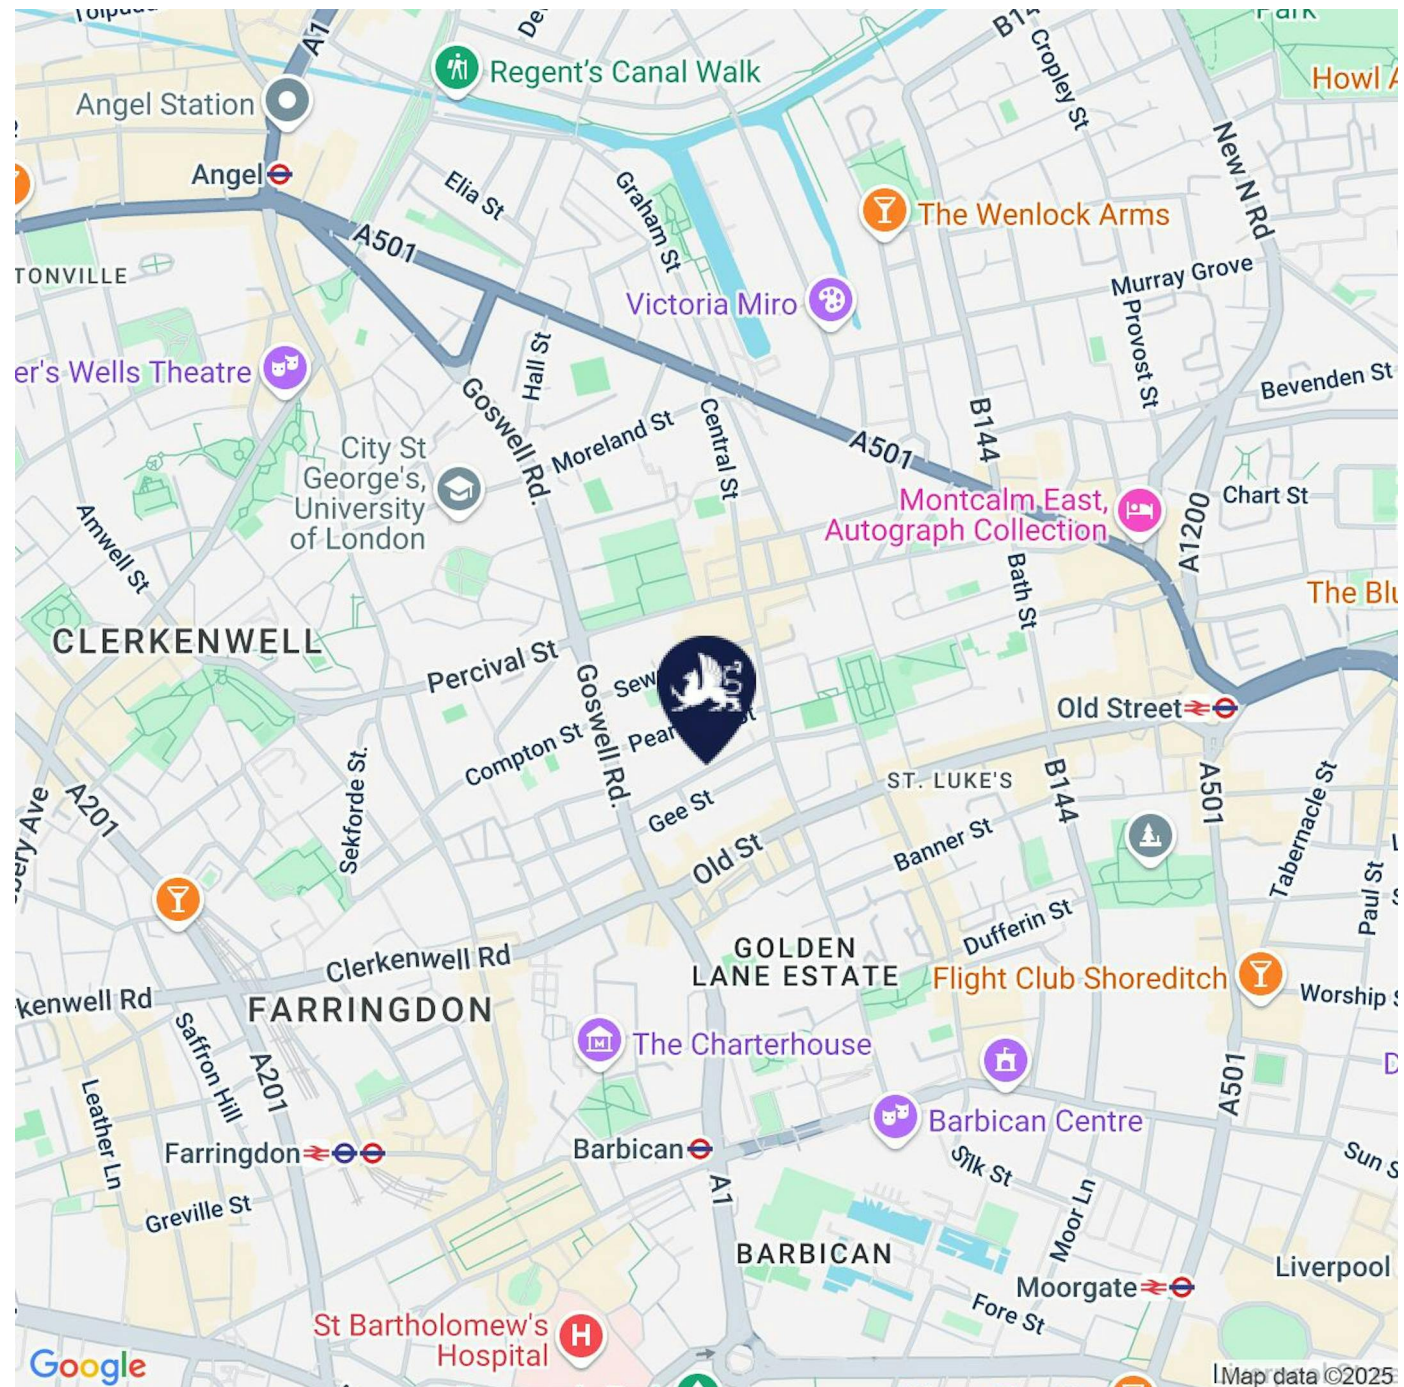 A1
De
B14
Park
Cropley St
Regent's Canal Walk
Howl A
Angel Station
New N Rd
Angel
Elia St
Graham St
The Wenlock Arms
A501
TONVILLE
Murray Grove
Victoria Miro
Provost St
er's Wells Theatre
Hall St
Bevenden St
Goswell Rd.
Central St
B144
Moreland St
City St
George's,
University
of London
A501
Montcalm East,
Autograph Collection
Chart St
A1200
Amwell St
Bath St
The Blu
CLERKENWELL
Percival St
Sew
Goswell Rd.
Old Street
Pear
St
Compton St
ST. LUKE'S
Sekforde St.
B144
A501
Tabernacle St
A201
Gee St
ery Ave
Banner St
Old St
Paul St
Dufferin St
GOLDEN
LANE ESTATE
Clerkenwell Rd
Flight Club Shoreditch
kenwell Rd
FARRINGDON
Worship S
Saffron Hill
The Charterhouse
A201
A501
Leather Ln
Barbican Centre
Farringdon
Barbican
Silk St
Sun S
A1
Moor Ln
Greville St
BARBICAN
Liverpool
Moorgate
Fore St
St Bartholomew's
Hospital
H
Google
Map data ©2025